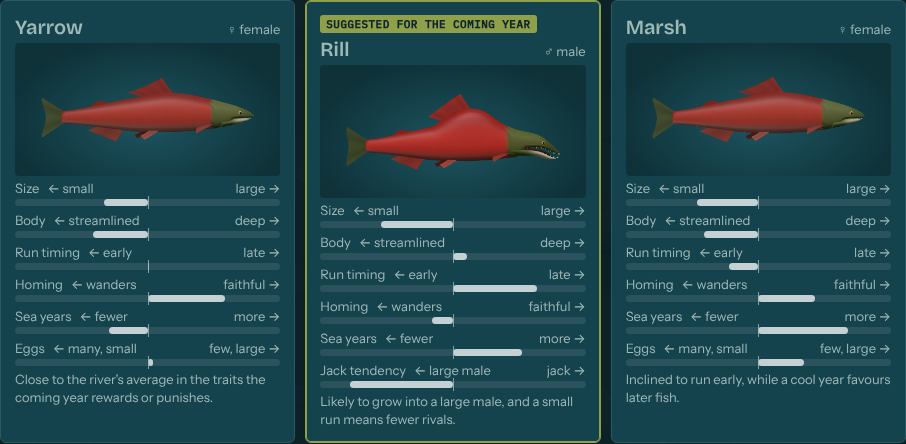 Yarrow
♀ female
Size ← small large →
Body ← streamlined deep →
Run timing ← early late →
Homing ← wanders faithful →
Sea years ← fewer more →
Eggs ← many, small few, large →
Close to the river's average in the traits the
coming year rewards or punishes.
SUGGESTED FOR THE COMING YEAR
Rill
♂ male
Size ← small large →
Body ← streamlined deep →
Run timing ← early late →
Homing ← wanders faithful →
Sea years ← fewer more →
Jack tendency ← large male jack →
Likely to grow into a large male, and a small
run means fewer rivals.
Marsh
♀ female
Size ← small large →
Body ← streamlined deep →
Run timing ← early late →
Homing ← wanders faithful →
Sea years ← fewer more →
Eggs ← many, small few, large →
Inclined to run early, while a cool year favours
later fish.